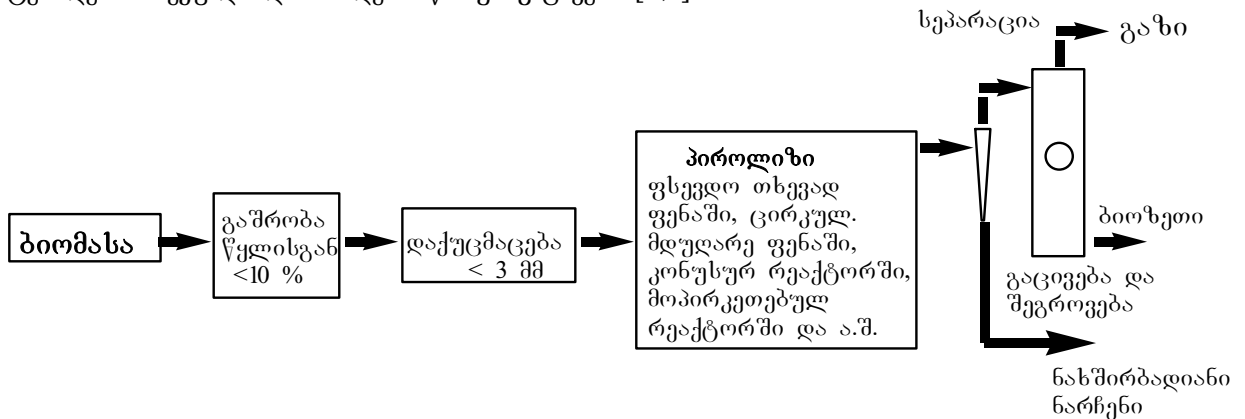 სეპარაცია
გაზი
ბიომასა
გაშრობა
წყლისგან
<10 %
დაქუცმაცება
< 3 მმ
პიროლიზი
ფსევდო თხევად
ფენაში, ცირკულ.
მდუღარე ფენაში,
კონუსურ რეაქტორში,
მოპირკეთებულ
რეაქტორში და ა.შ.
ბიოზეთი
გაცივება და
შეგროვება
ნახშირბადიანი
ნარჩენი